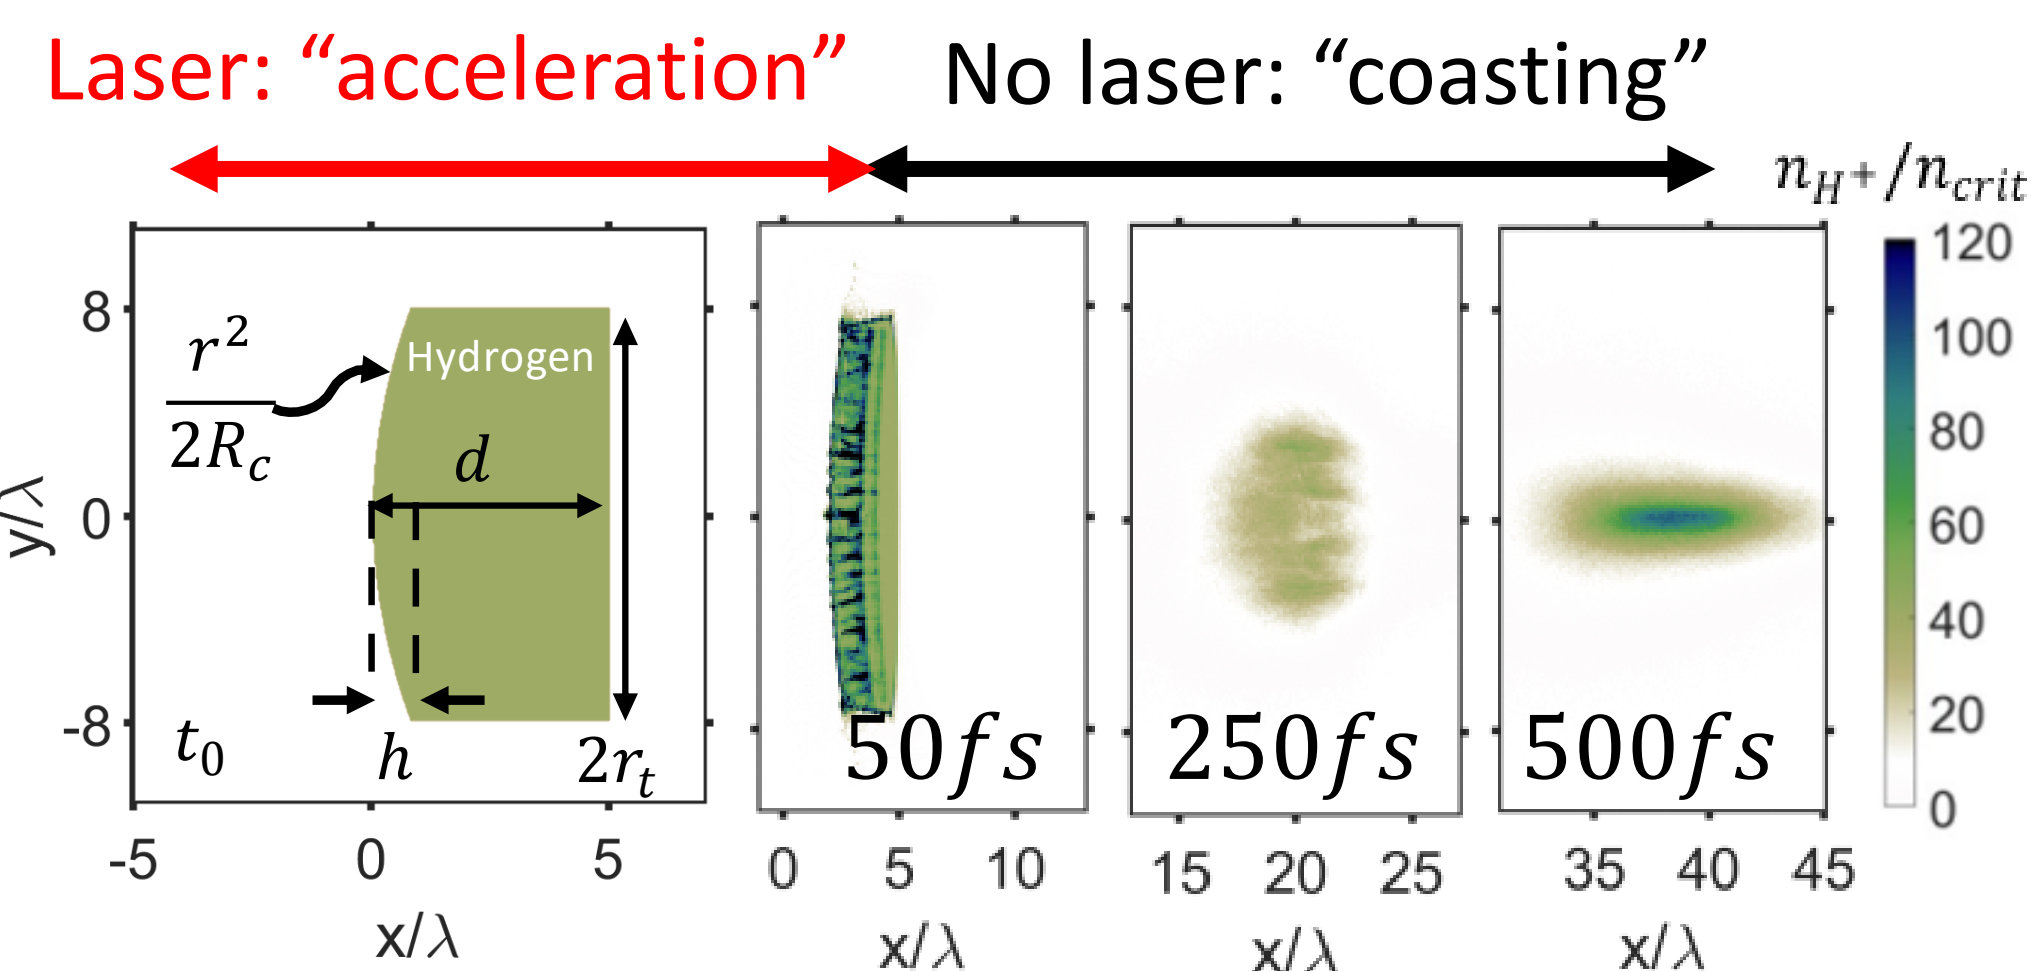 Laser: “acceleration”
No laser: “coasting”
n_{H^+}/n_{crit}
8
0
-8
y/λ
r^2
2R_c
Hydrogen
d
t_0
h
2r_t
-5
0
5
x/λ
50fs
0
5
10
x/λ
250fs
15
20
25
x/λ
500fs
35
40
45
x/λ
120
100
80
60
40
20
0